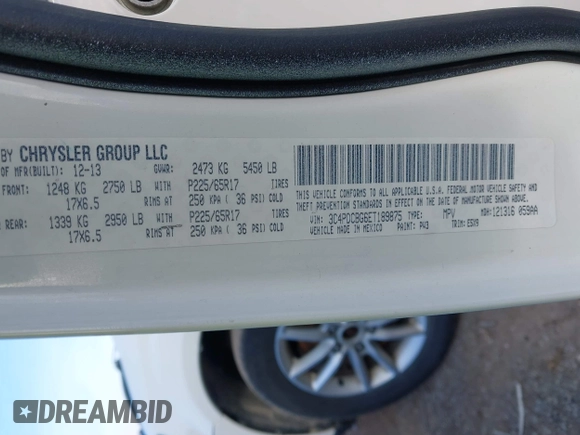 BY CHRYSLER GROUP LLC
OF MFR(BUILT): 12-13 GVWR: 2473 KG 5450 LB
FRONT: 1248 KG 2750 LB WITH P225/65R17 TIRES
17X6.5 RIMS AT 250 KPA ( 36 PSI) COLD
REAR: 1339 KG 2950 LB WITH P225/65R17 TIRES
17X6.5 RIMS AT 250 KPA ( 36 PSI) COLD
THIS VEHICLE CONFORMS TO ALL APPLICABLE U.S.A. FEDERAL MOTOR VEHICLE SAFETY AND
THEFT PREVENTION STANDARDS IN EFFECT ON THE DATE OF MANUFACTURE SHOWN ABOVE.
VIN: 3C4PDCBG6ET189875 TYPE: MPV MDH: 121316 059AA
VEHICLE MADE IN MEXICO PAINT: PW3 TRIM: E5X9
DREAMBID